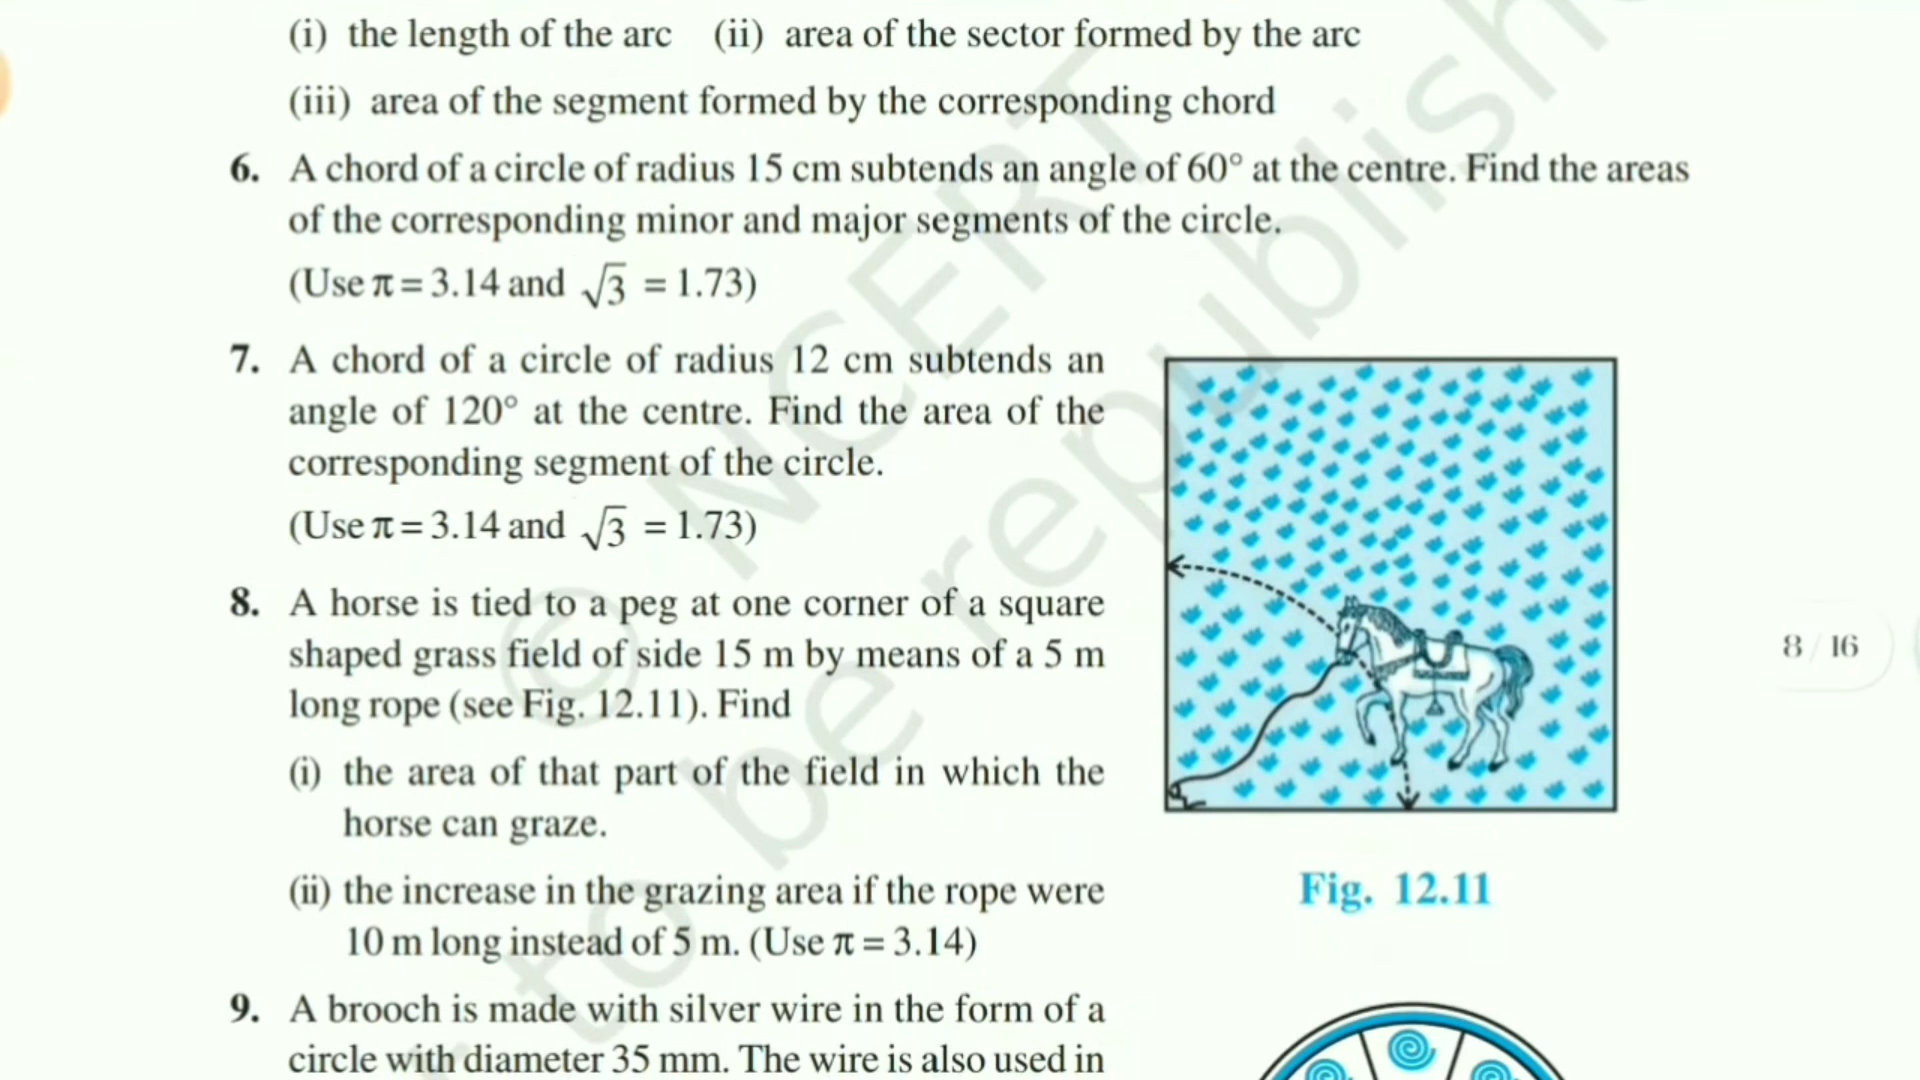 (i) the length of the arc (ii) area of the sector formed by the arc
(iii) area of the segment formed by the corresponding chord
6. A chord of a circle of radius 15 cm subtends an angle of 60° at the centre. Find the areas
of the corresponding minor and major segments of the circle.
(Use π = 3.14 and √3 = 1.73)
7. A chord of a circle of radius 12 cm subtends an
angle of 120° at the centre. Find the area of the
corresponding segment of the circle.
(Use π = 3.14 and √3 = 1.73)
8. A horse is tied to a peg at one corner of a square
shaped grass field of side 15 m by means of a 5 m
long rope (see Fig. 12.11). Find
(i) the area of that part of the field in which the
horse can graze.
(ii) the increase in the grazing area if the rope were
10 m long instead of 5 m. (Use π = 3.14)
Fig. 12.11
9. A brooch is made with silver wire in the form of a
circle with diameter 35 mm. The wire is also used in
8 / 16
© NCERT
to be republish